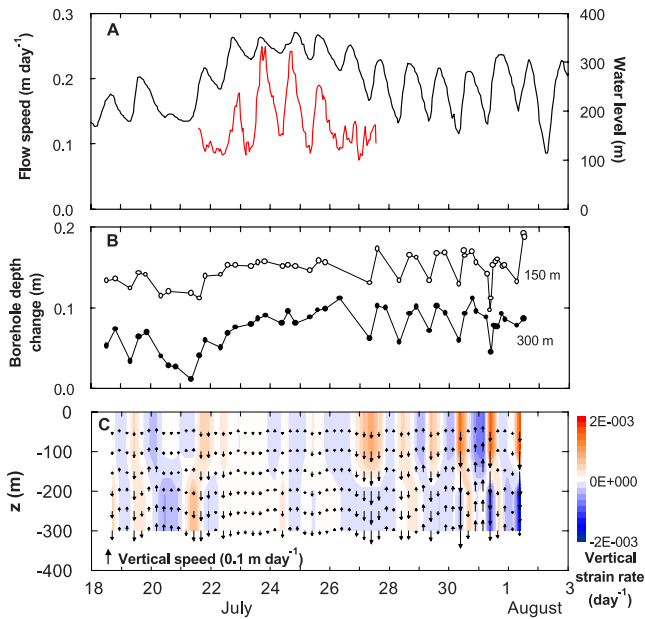 A
0.3
0.2
0.1
0.0
Flow speed (m day-1)
400
300
200
100
0
Water level
(m)
B
0.2
0.1
0.0
Borehole depth
change (m)
150 m
300 m
C
0
-100
-200
-300
-400
z (m)
Vertical speed (0.1 m day-1)
2E-003
0E+000
-2E-003
Vertical
strain rate
(day-1)
18 20 22 24 26 28 30 1 3
July August